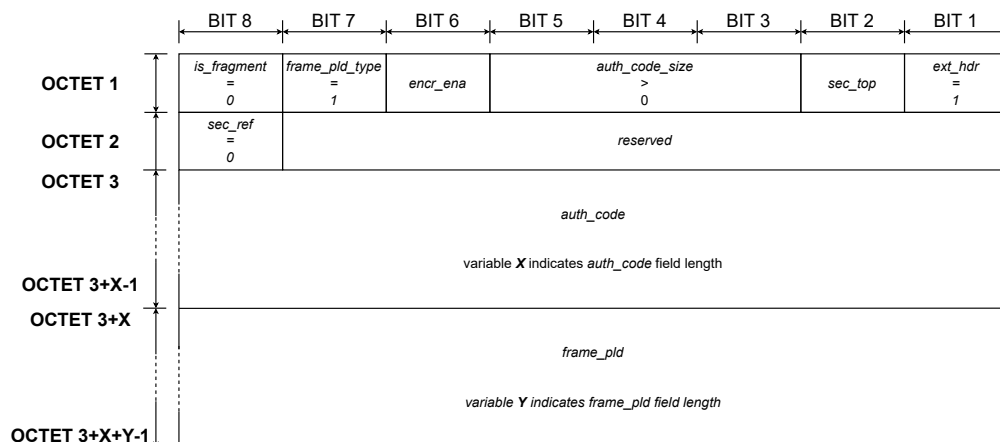 BIT 8 BIT 7 BIT 6 BIT 5 BIT 4 BIT 3 BIT 2 BIT 1
OCTET 1
is_fragment
=
0
frame_pld_type
=
1
encr_ena
auth_code_size
>
0
sec_top
ext_hdr
=
1
OCTET 2
sec_ref
=
0
reserved
OCTET 3
auth_code
variable X indicates auth_code field length
OCTET 3+X-1
OCTET 3+X
frame_pld
variable Y indicates frame_pld field length
OCTET 3+X+Y-1